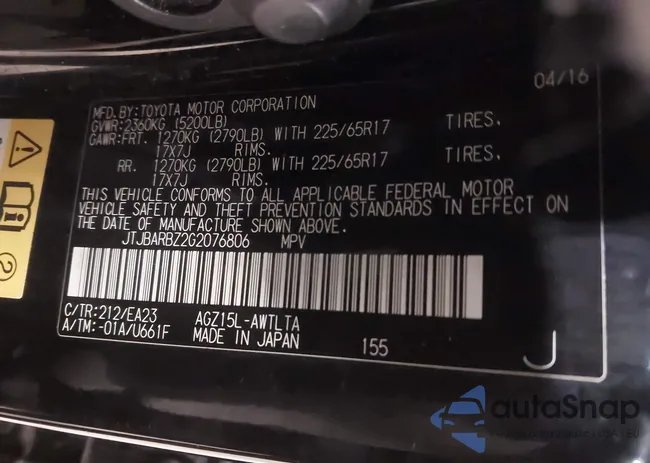 04/16
MFD. BY: TOYOTA MOTOR CORPORATION
GVWR: 2360KG (5200LB)
GAWR: FRT. 1270KG (2790LB) WITH 225/65R17 TIRES.
17X7J RIMS.
RR. 1270KG (2790LB) WITH 225/65R17 TIRES.
17X7J RIMS.
THIS VEHICLE CONFORMS TO ALL APPLICABLE FEDERAL MOTOR
VEHICLE SAFETY AND THEFT PREVENTION STANDARDS IN EFFECT ON
THE DATE OF MANUFACTURE SHOWN ABOVE.
JTJBARBZ2G2076806 MPV
C/TR: 212/EA23 AGZ15L-AWTLTA
A/TM: -01A/U661F MADE IN JAPAN 155 J
2
autoSnap